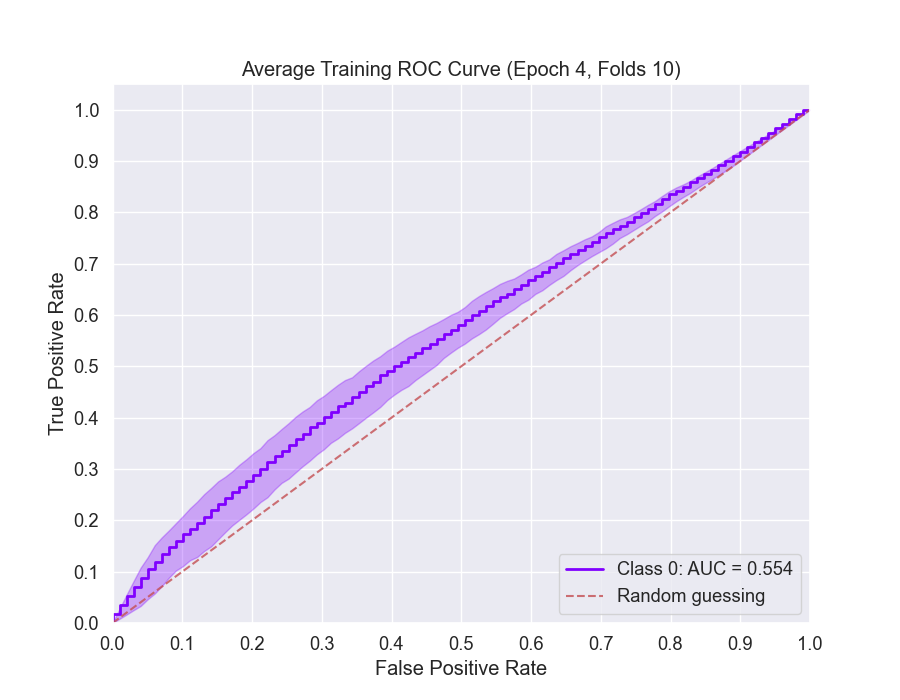 Average Training ROC Curve (Epoch 4, Folds 10)
True Positive Rate
1.0
0.9
0.8
0.7
0.6
0.5
0.4
0.3
0.2
0.1
0.0
Class 0: AUC = 0.554
Random guessing
0.0 0.1 0.2 0.3 0.4 0.5 0.6 0.7 0.8 0.9 1.0
False Positive Rate